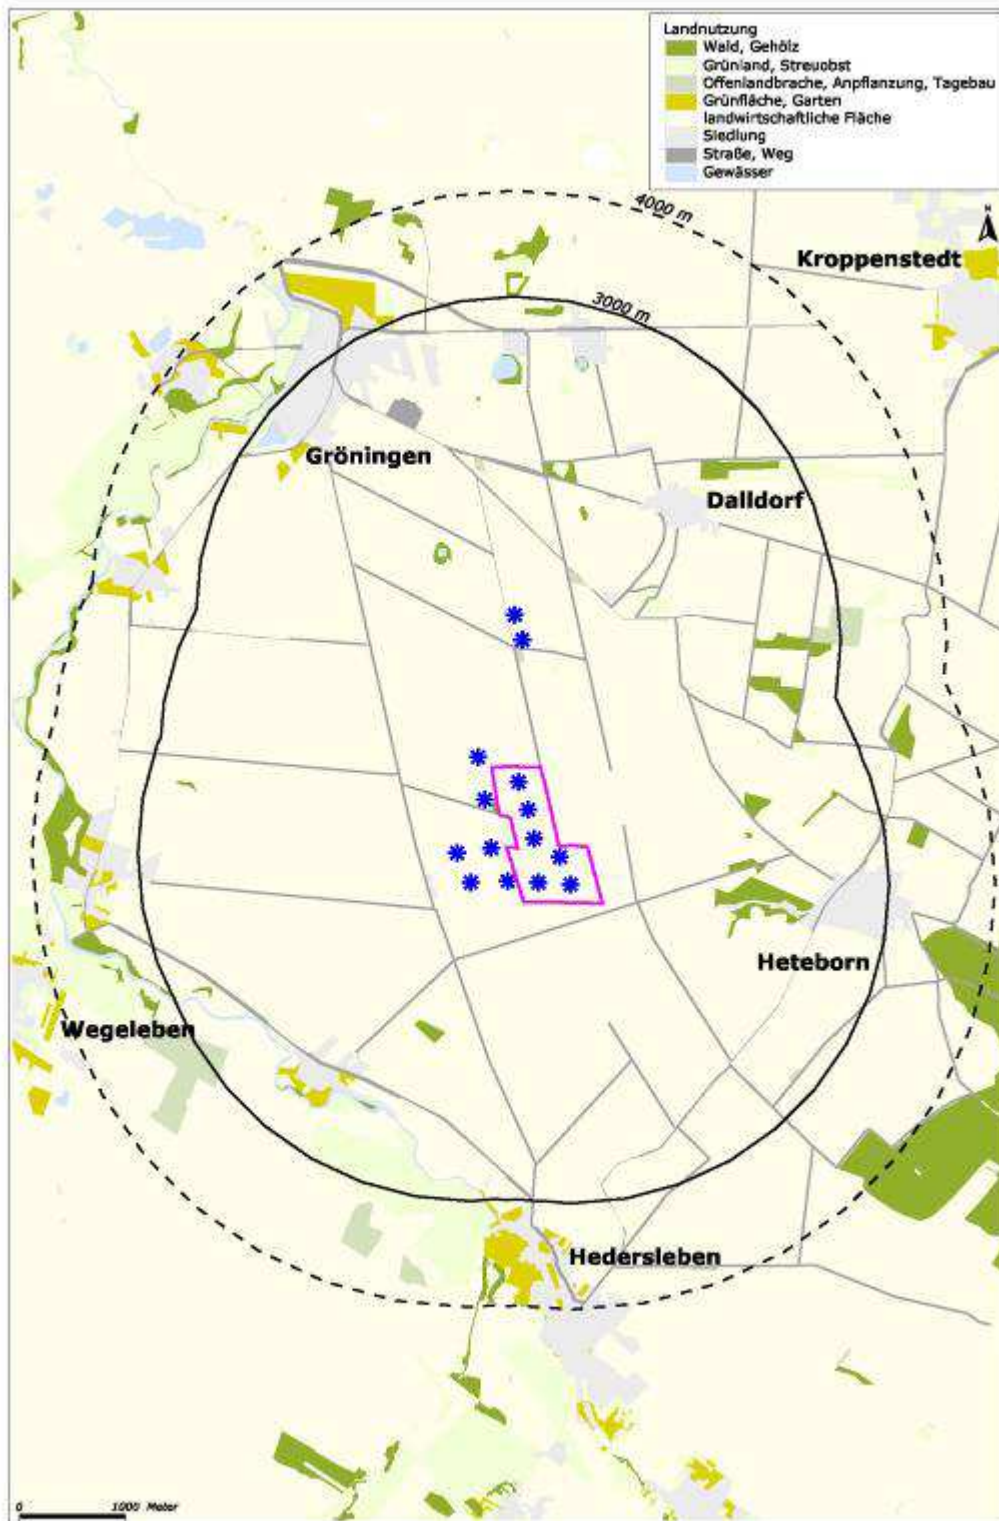 Landnutzung
Wald, Gehölz
Grünland, Streuobst
Offenlandbrache, Anpflanzung, Tagebau
Grünfläche, Garten
landwirtschaftliche Fläche
Siedlung
Straße, Weg
Gewässer
4000 m
N
Kroppenstedt
3000 m
Gröningen
Dalldorf
Heteborn
Wegeleben
Hedersleben
0 1000 Meter